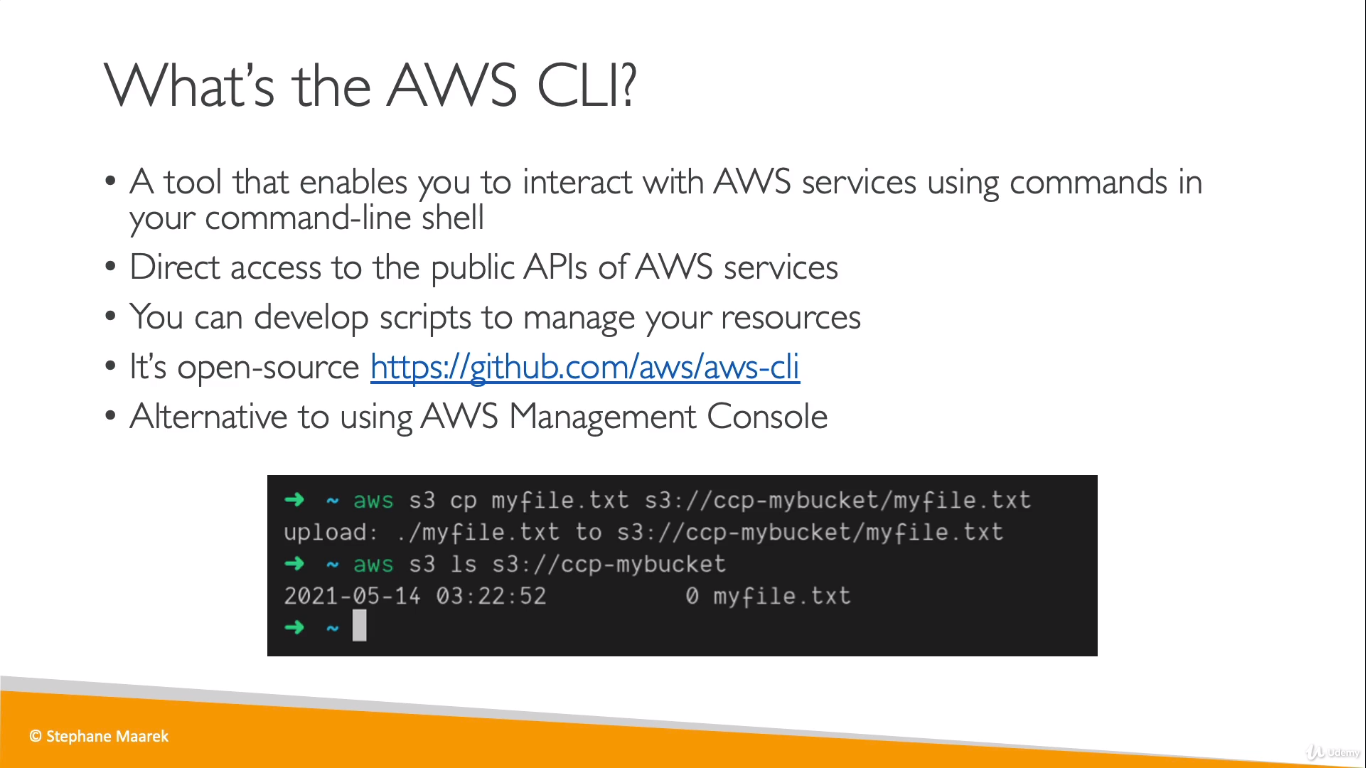 What's the AWS CLI?
• A tool that enables you to interact with AWS services using commands in
your command-line shell
• Direct access to the public APIs of AWS services
• You can develop scripts to manage your resources
• It's open-source https://github.com/aws/aws-cli
• Alternative to using AWS Management Console
➜ ~ aws s3 cp myfile.txt s3://ccp-mybucket/myfile.txt
upload: ./myfile.txt to s3://ccp-mybucket/myfile.txt
➜ ~ aws s3 ls s3://ccp-mybucket
2021-05-14 03:22:52 0 myfile.txt
➜ ~
© Stephane Maarek
Udemy